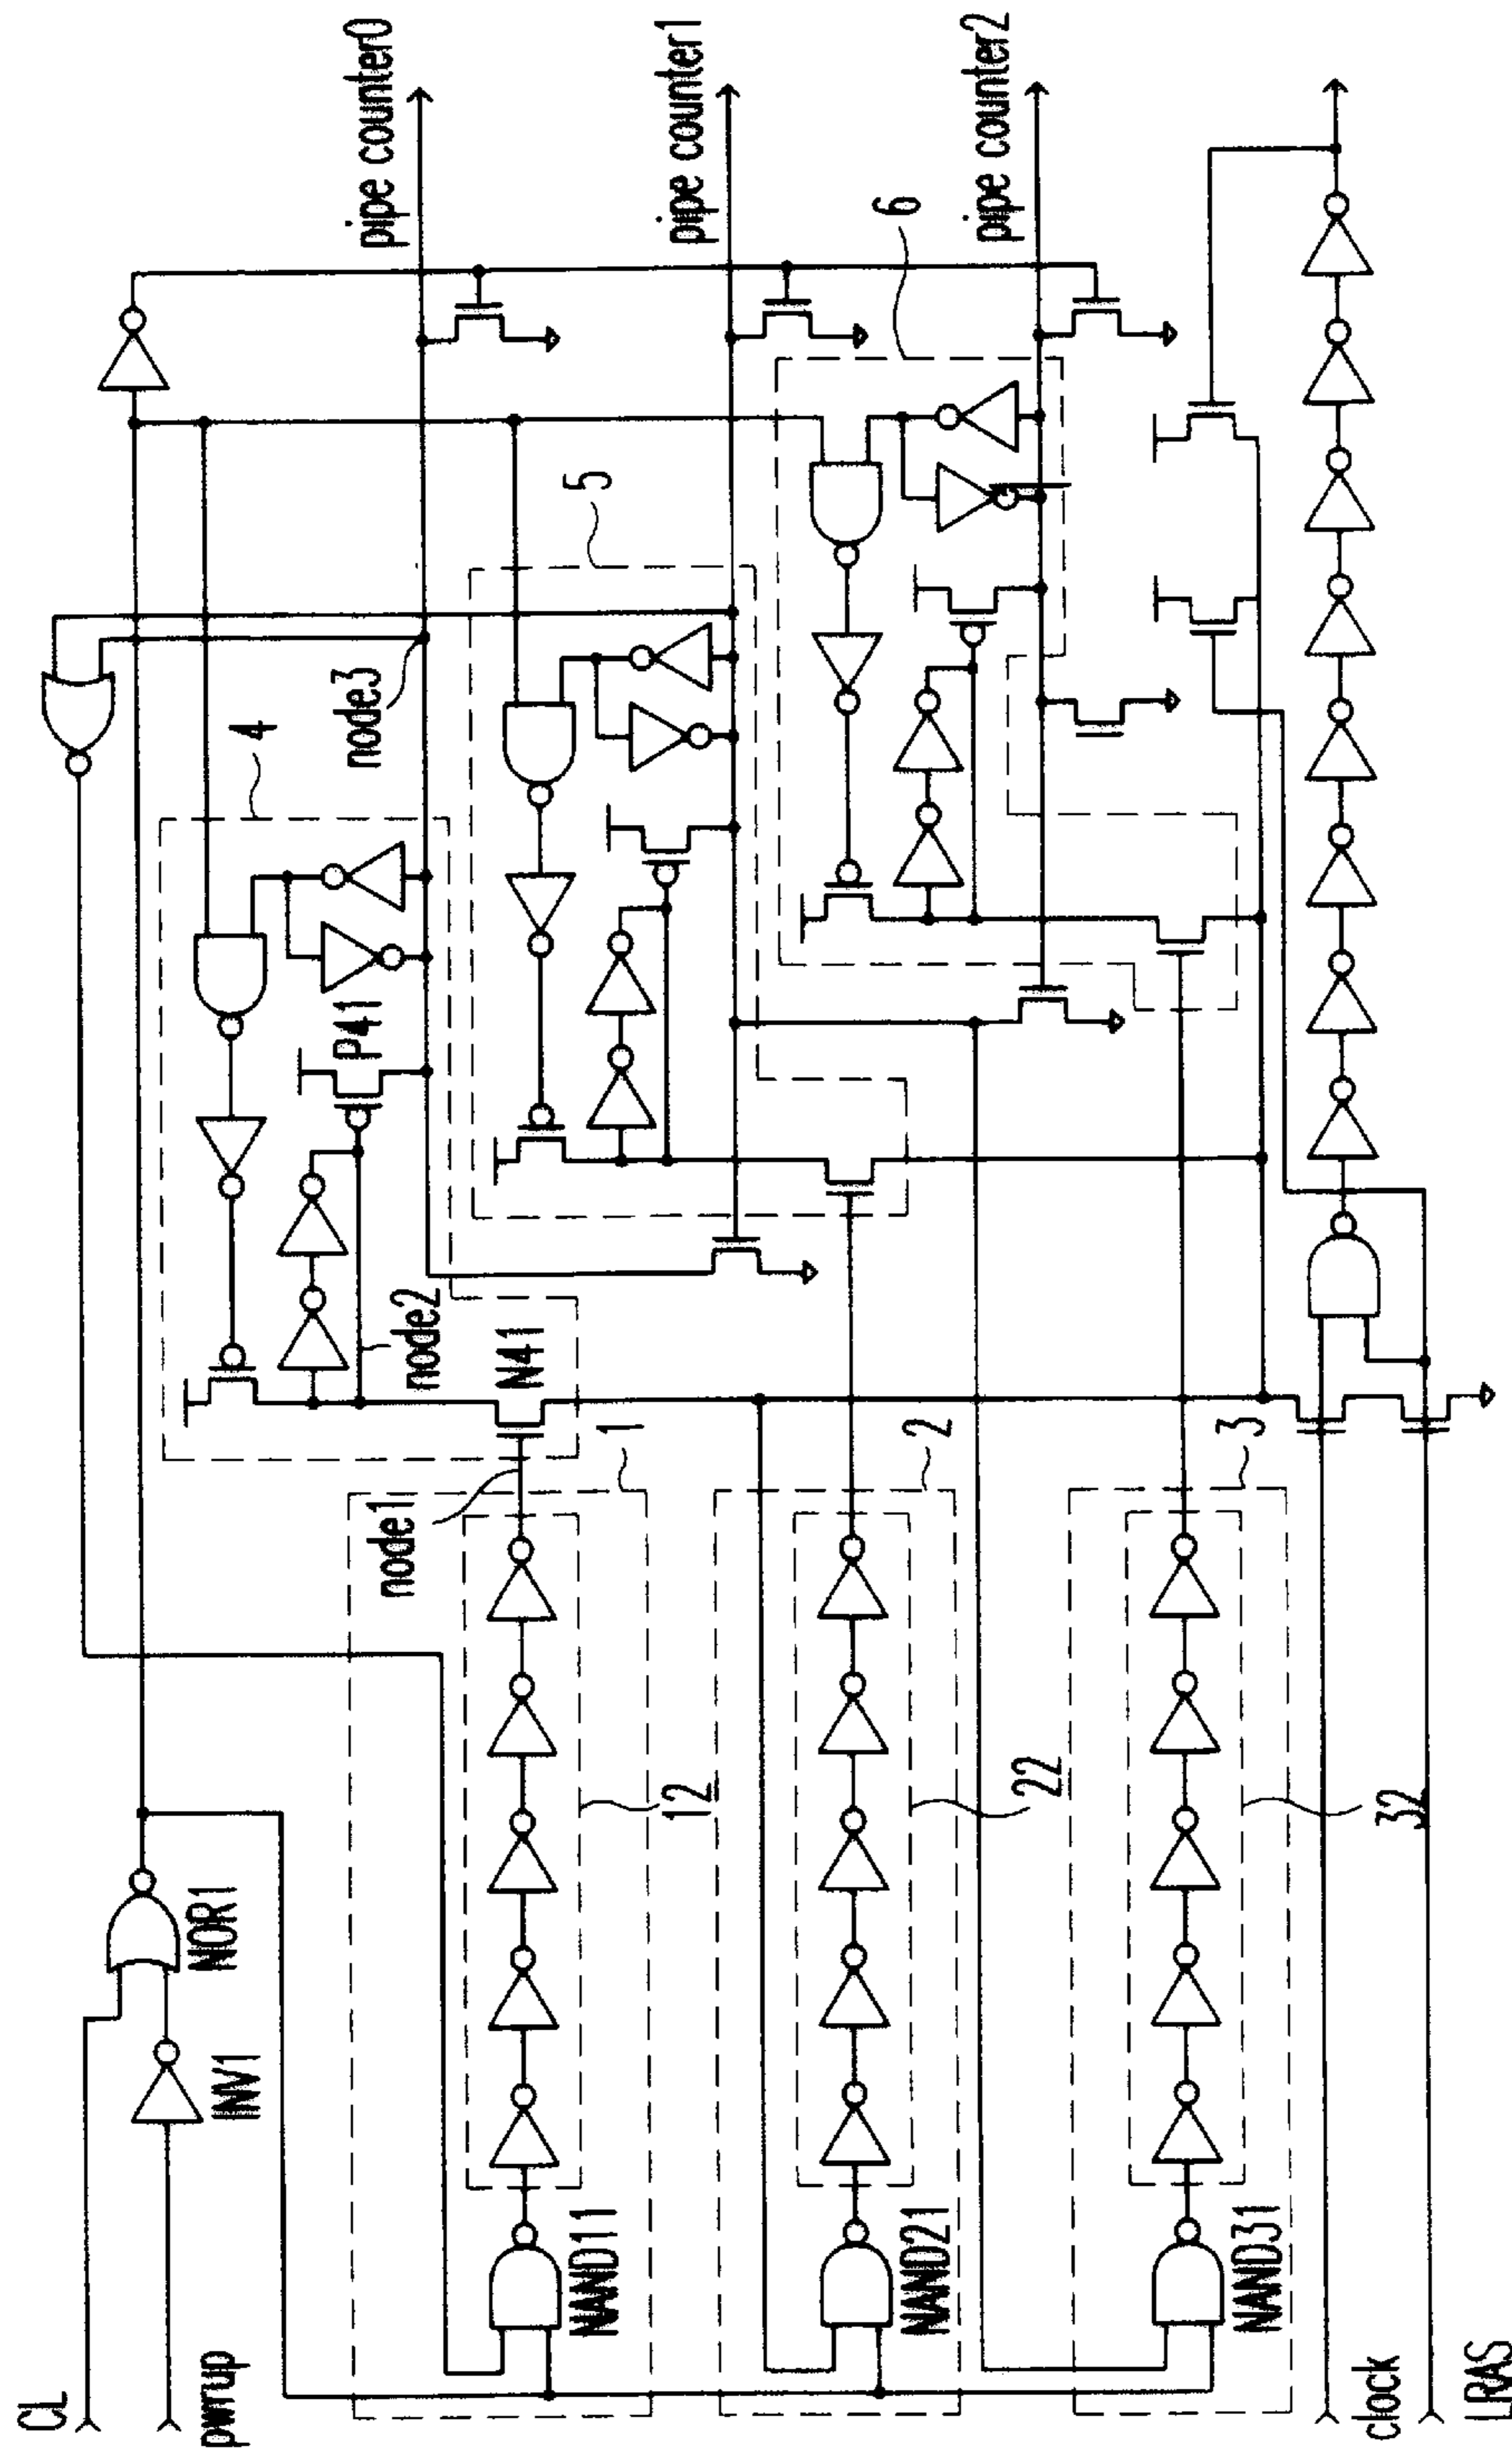 CL
pwrup
INV1
NOR1
NAND11
12
node1
1
NAND21
22
2
NAND31
32
3
clock
LRAS
N41
node2
P41
4
node3
5
6
pipe counter0
pipe counter1
pipe counter2